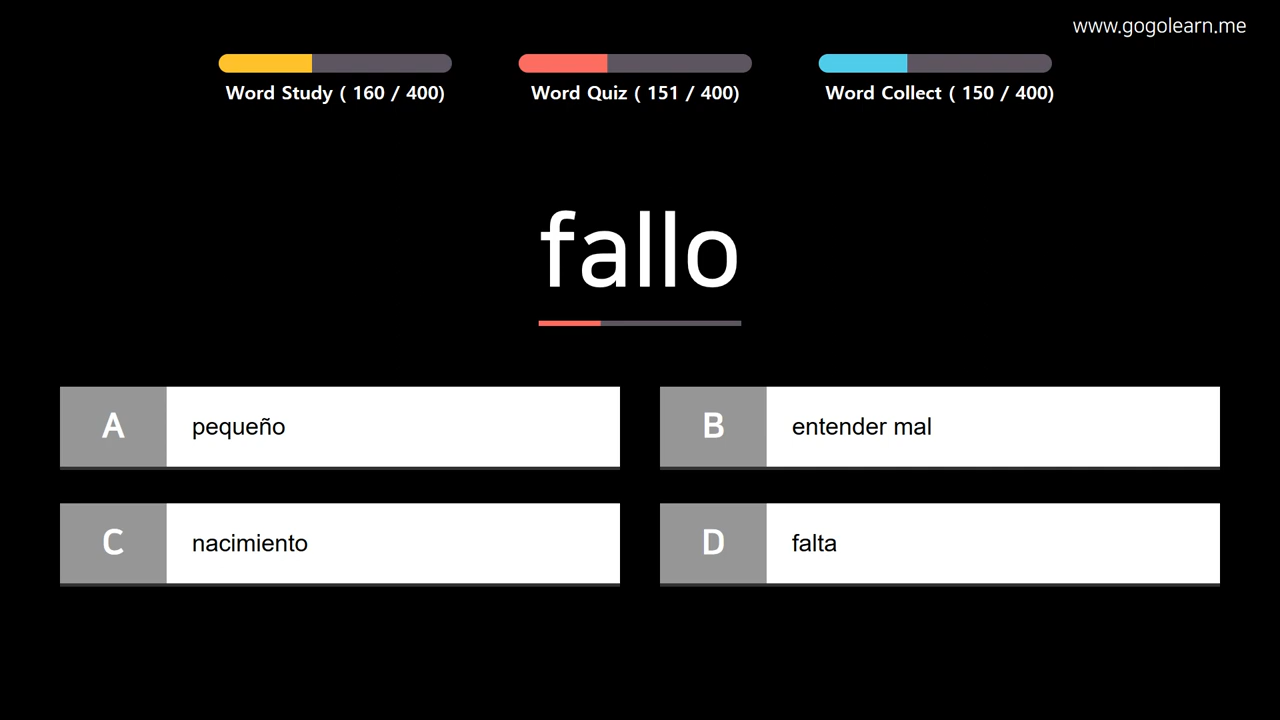 www.gogolearn.me
Word Study ( 160 / 400)
Word Quiz ( 151 / 400)
Word Collect ( 150 / 400)
fallo
A pequeño
B entender mal
C nacimiento
D falta